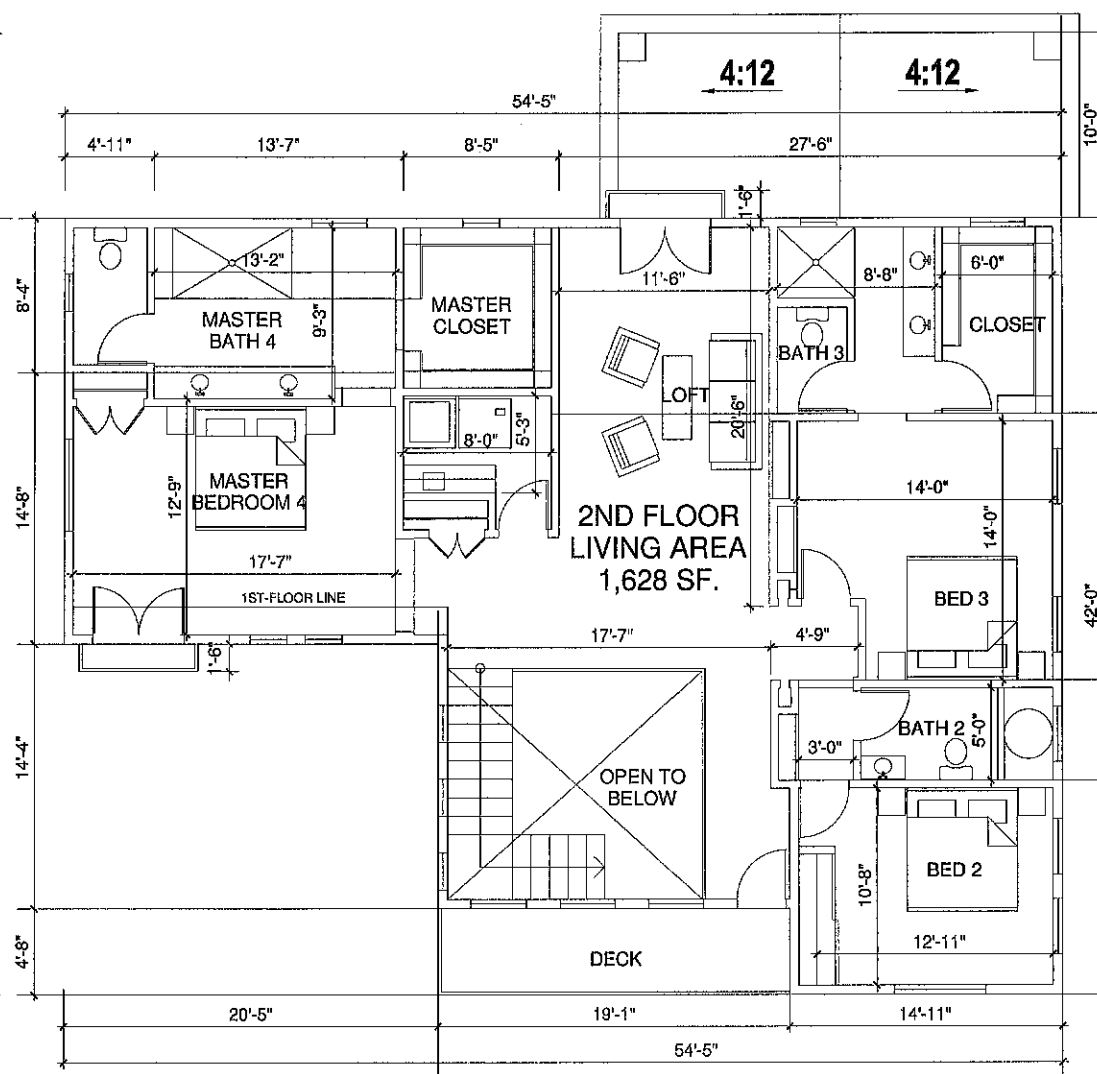 4:12
4:12
54'-5"
10'-0"
4'-11"
13'-7"
8'-5"
27'-6"
1'-6"
8'-4"
13'-2"
9'-3"
MASTER
BATH 4
MASTER
CLOSET
11'-6"
8'-8"
6'-0"
CLOSET
BATH 3
LOFT
20'-6"
8'-0"
5'-3"
14'-8"
12'-9"
MASTER
BEDROOM 4
17'-7"
1ST-FLOOR LINE
2ND FLOOR
LIVING AREA
1,628 SF.
14'-0"
14'-0"
BED 3
42'-0"
1'-6"
17'-7"
4'-9"
14'-4"
3'-0"
BATH 2
5'-0"
OPEN TO
BELOW
BED 2
10'-8"
12'-11"
4'-8"
DECK
20'-5"
19'-1"
14'-11"
54'-5"